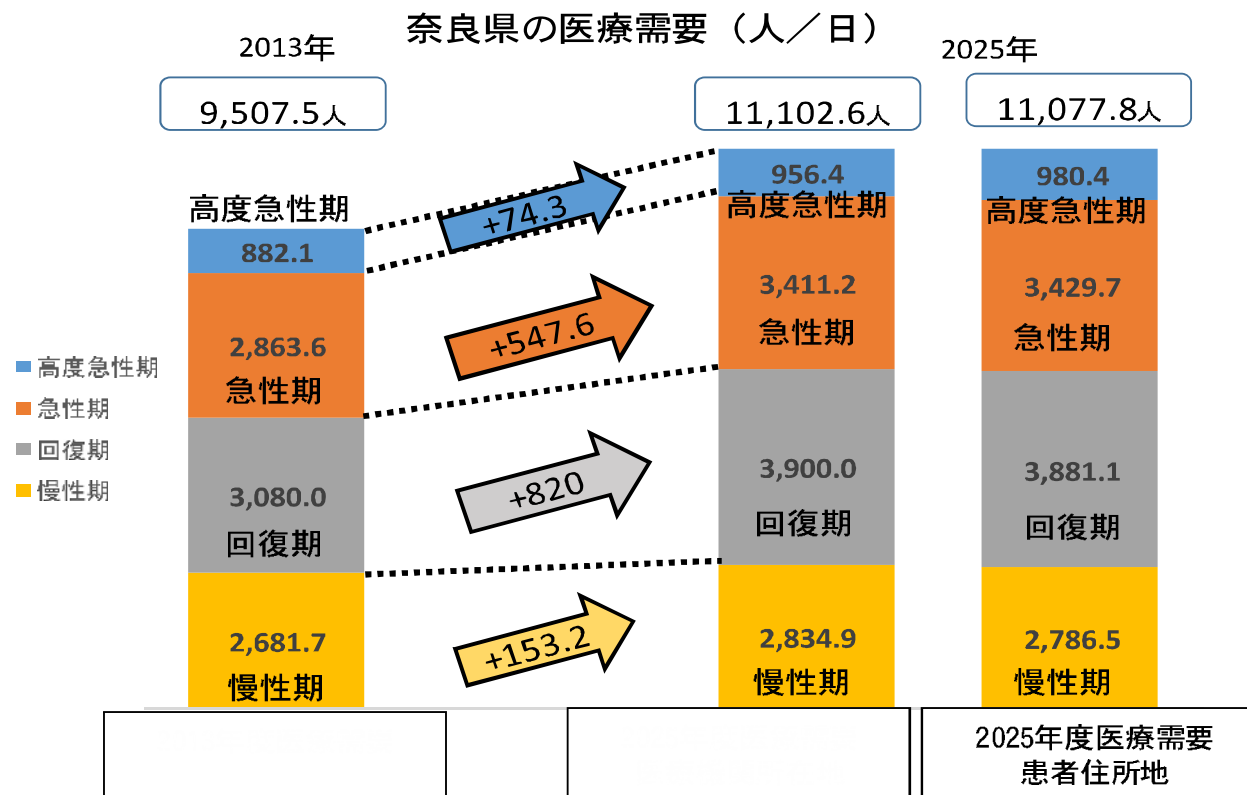 奈良県の医療需要（人／日）
2013年
2025年
9,507.5人
11,102.6人
11,077.8人
高度急性期
882.1
2,863.6
急性期
3,080.0
回復期
2,681.7
慢性期
+74.3
+547.6
+820
+153.2
956.4
高度急性期
3,411.2
急性期
3,900.0
回復期
2,834.9
慢性期
980.4
高度急性期
3,429.7
急性期
3,881.1
回復期
2,786.5
慢性期
高度急性期
急性期
回復期
慢性期
2025年度医療需要
患者住所地